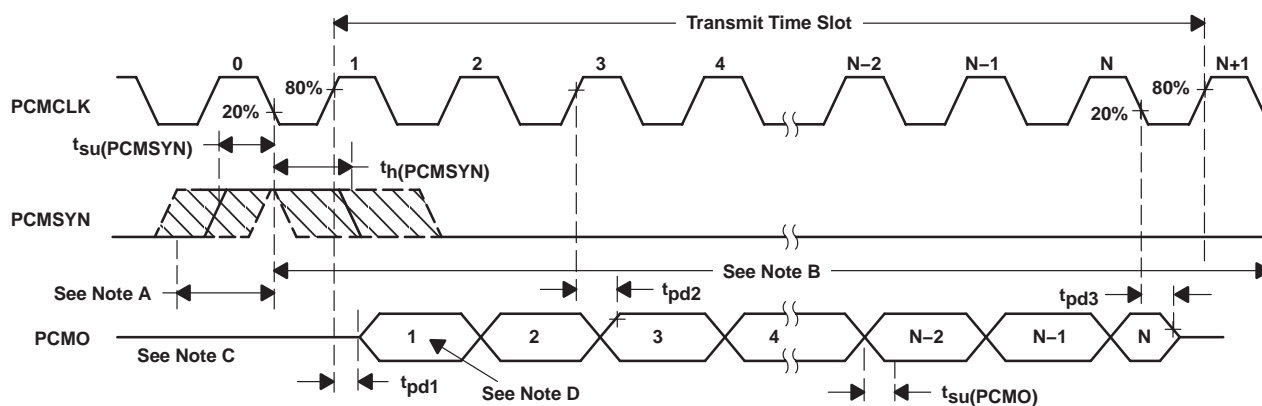 Transmit Time Slot
0 1 2 3 4 N–2 N–1 N N+1
80% 80%
PCMCLK
20% 20%
tsu(PCMSYN)
th(PCMSYN)
PCMSYN
See Note B
See Note A
tpd2 tpd3
PCMO
1 2 3 4 N–2 N–1 N
See Note C
tpd1
See Note D
tsu(PCMO)